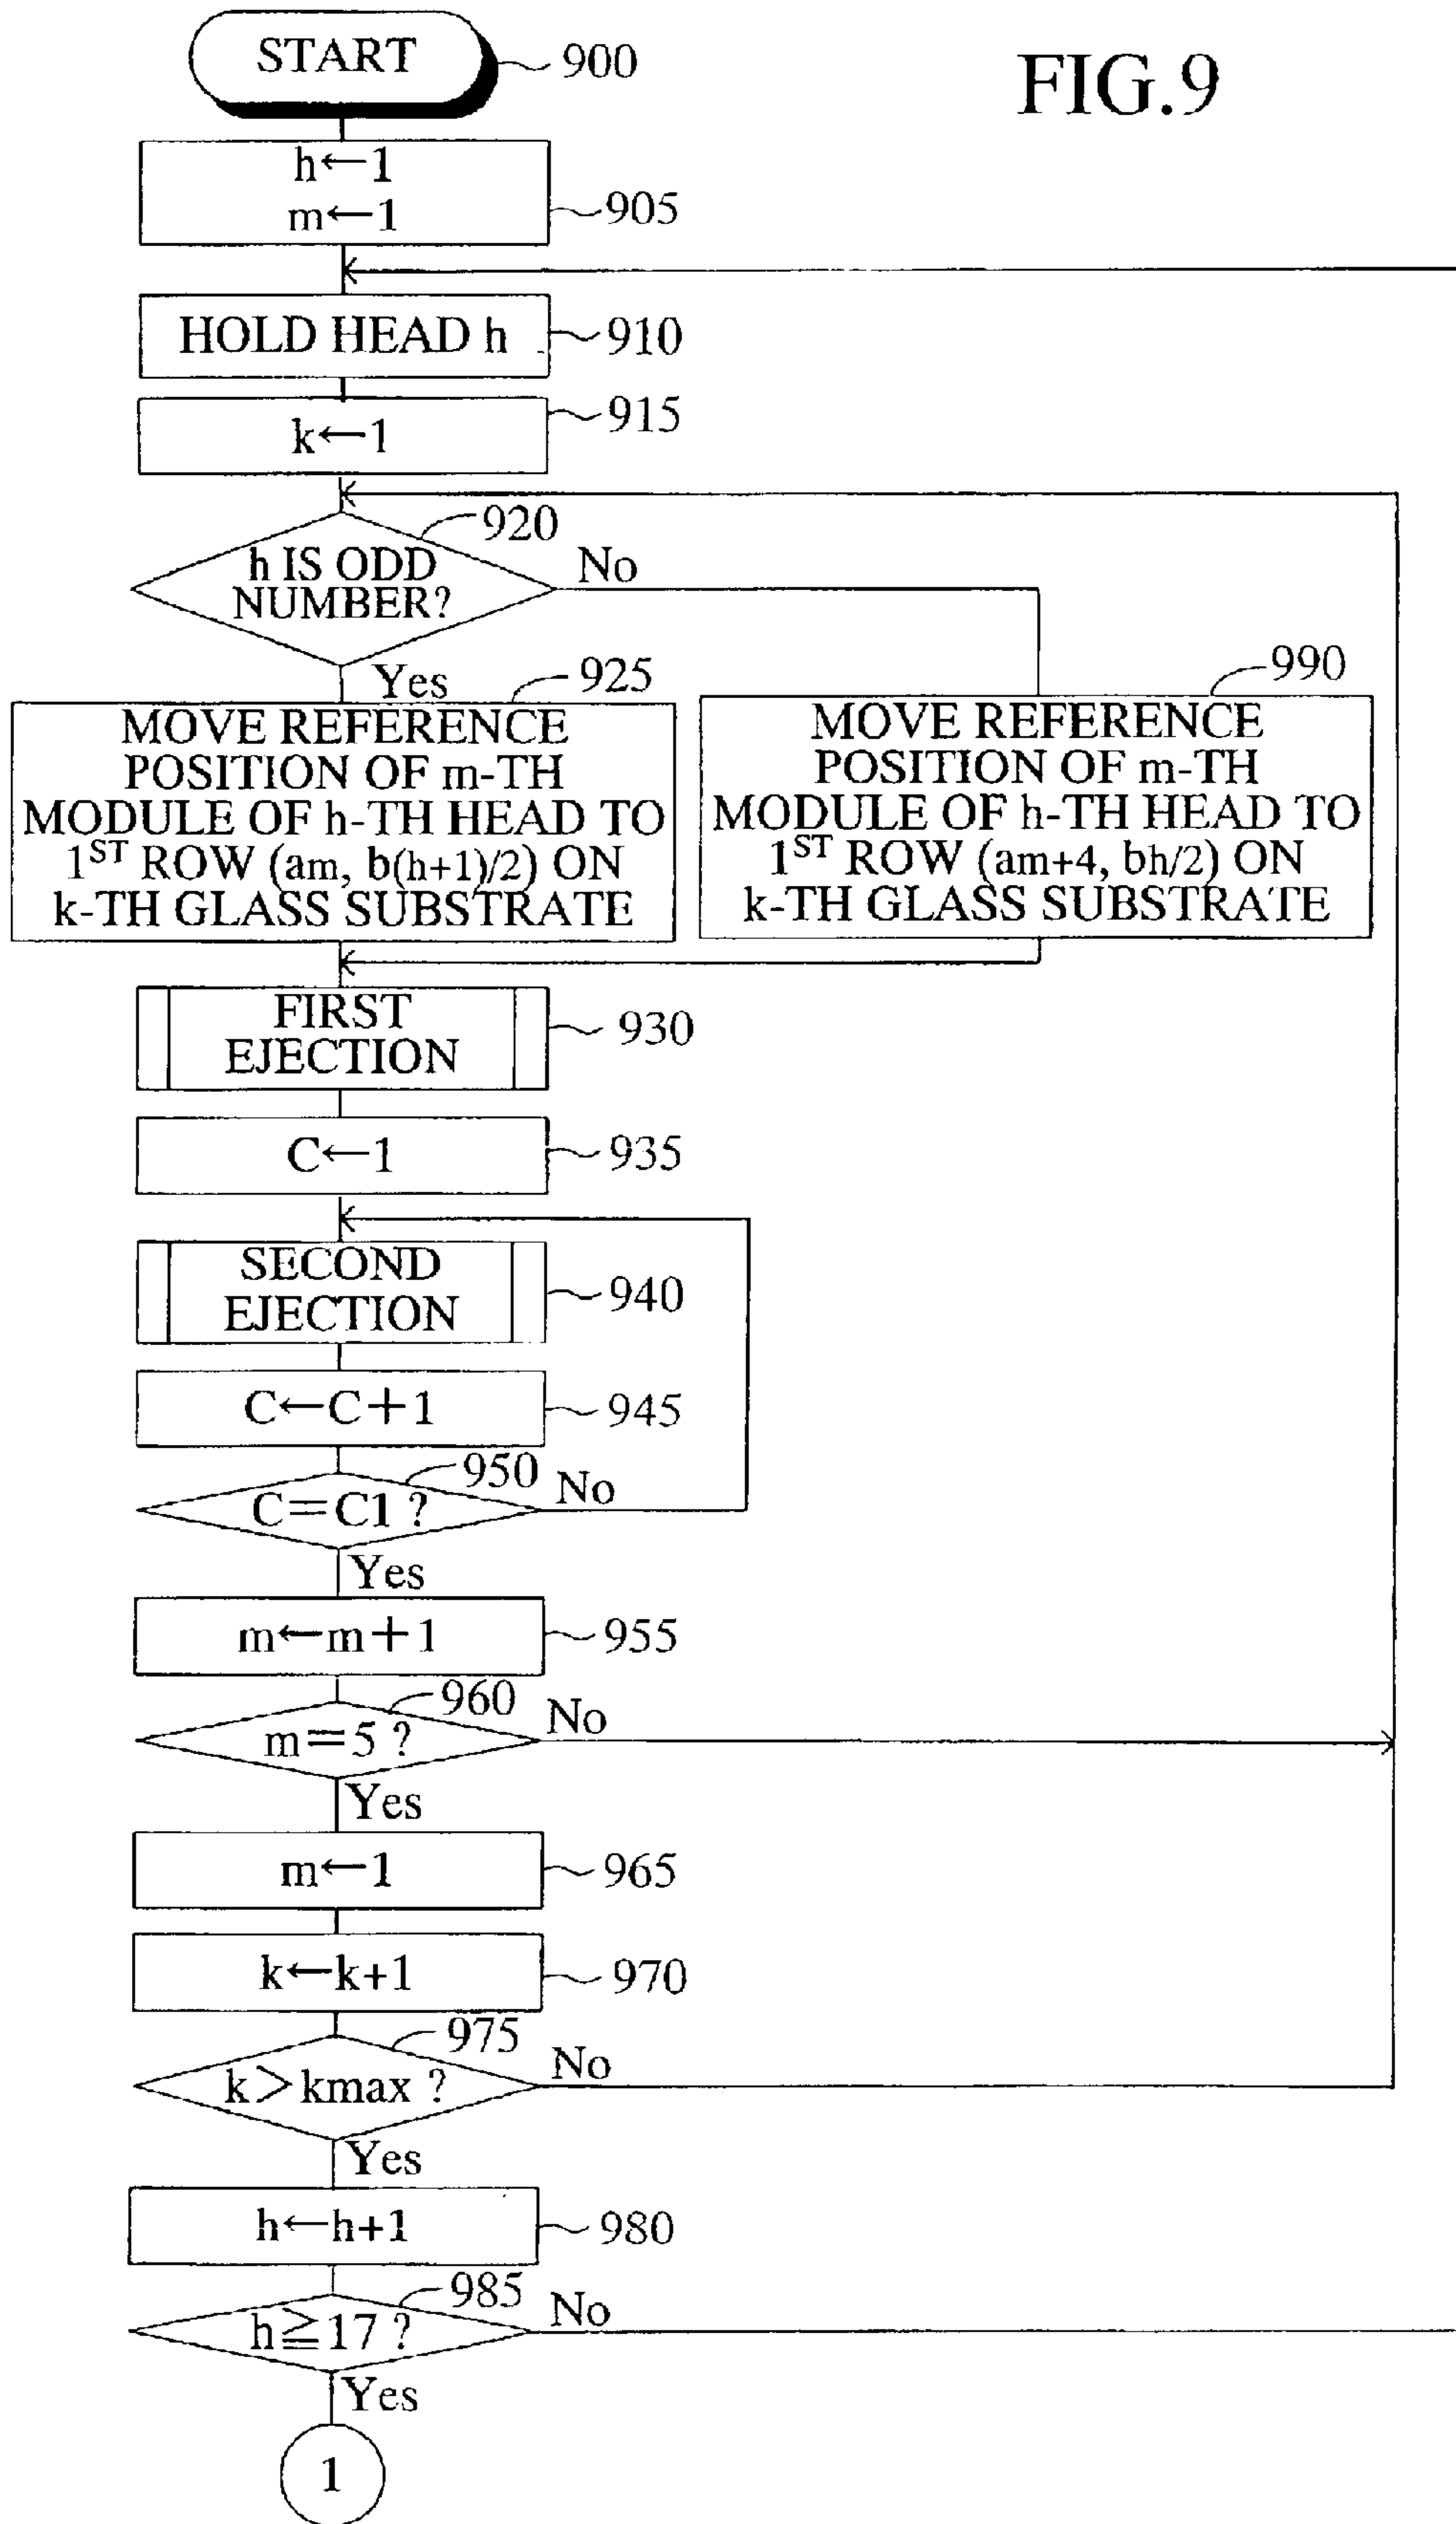 FIG.9
START
900
h←1
m←1
905
HOLD HEAD h
910
k←1
915
920
h IS ODD
NUMBER?
No
Yes
925
MOVE REFERENCE
POSITION OF m-TH
MODULE OF h-TH HEAD TO
1ST ROW (am, b(h+1)/2) ON
k-TH GLASS SUBSTRATE
990
MOVE REFERENCE
POSITION OF m-TH
MODULE OF h-TH HEAD TO
1ST ROW (am+4, bh/2) ON
k-TH GLASS SUBSTRATE
FIRST
EJECTION
930
C←1
935
SECOND
EJECTION
940
C←C+1
945
950
C=C1 ?
No
Yes
m←m+1
955
960
m=5 ?
No
Yes
m←1
965
k←k+1
970
975
k>kmax ?
No
Yes
h←h+1
980
985
h≧17 ?
No
Yes
1